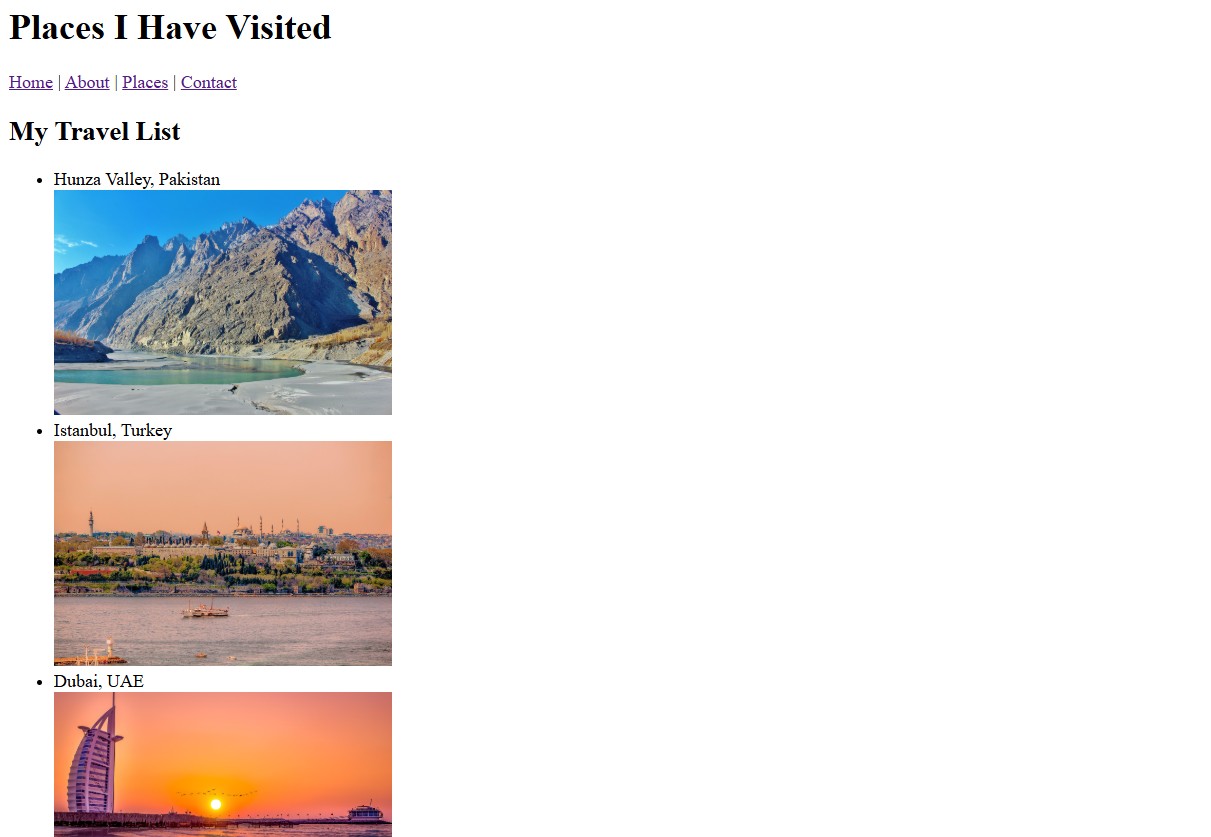 Places I Have Visited
Home | About | Places | Contact
My Travel List
Hunza Valley, Pakistan
Istanbul, Turkey
Dubai, UAE